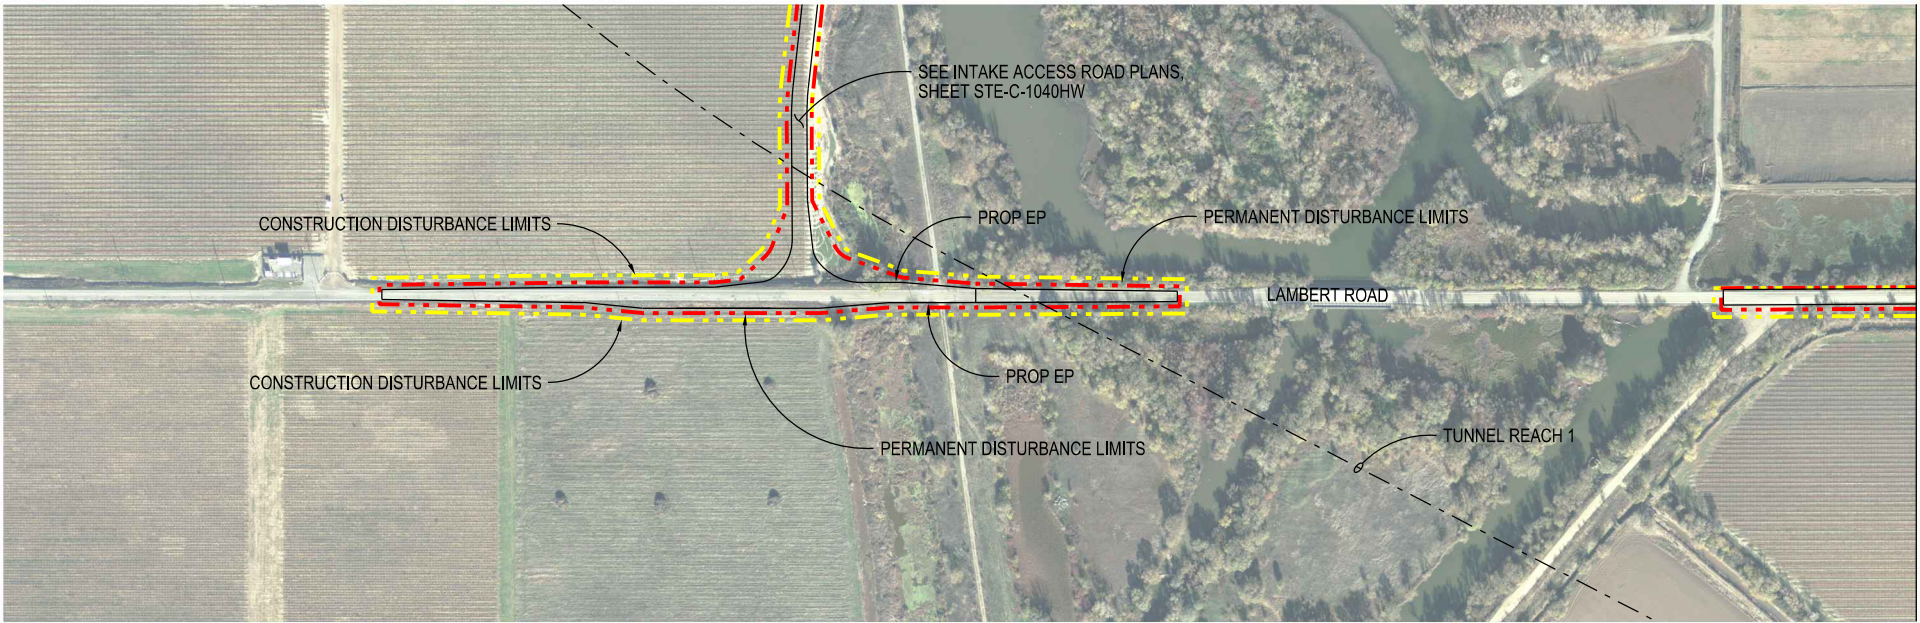 SEE INTAKE ACCESS ROAD PLANS,
SHEET STE-C-1040HW
CONSTRUCTION DISTURBANCE LIMITS
PROP EP
PERMANENT DISTURBANCE LIMITS
LAMBERT ROAD
CONSTRUCTION DISTURBANCE LIMITS
PROP EP
PERMANENT DISTURBANCE LIMITS
TUNNEL REACH 1